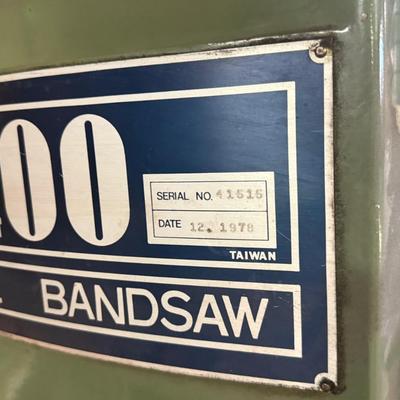 00
SERIAL NO. 41515
DATE 12. 1978
TAIWAN
BANDSAW